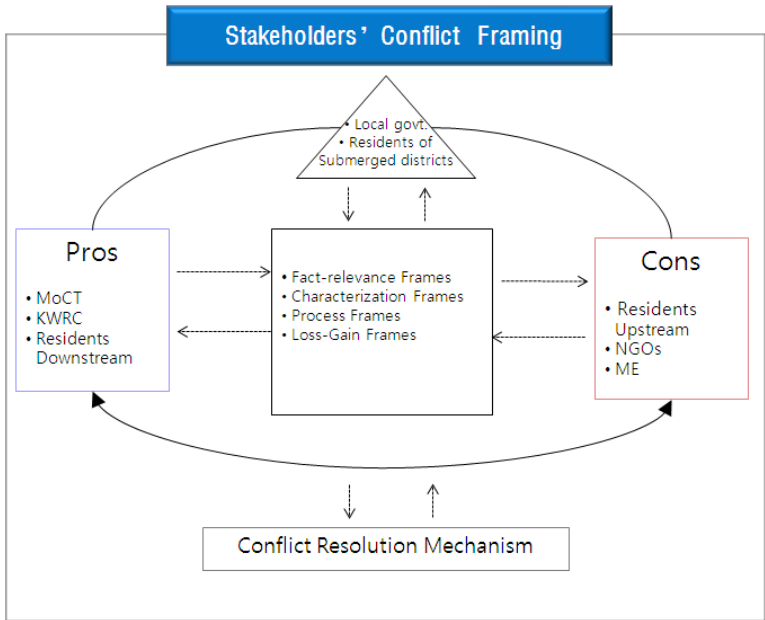 Stakeholders' Conflict Framing
• Local govt.
• Residents of
Submerged districts
Pros
• MoCT
• KWRC
• Residents
Downstream
• Fact-relevance Frames
• Characterization Frames
• Process Frames
• Loss-Gain Frames
Cons
• Residents
Upstream
• NGOs
• ME
Conflict Resolution Mechanism